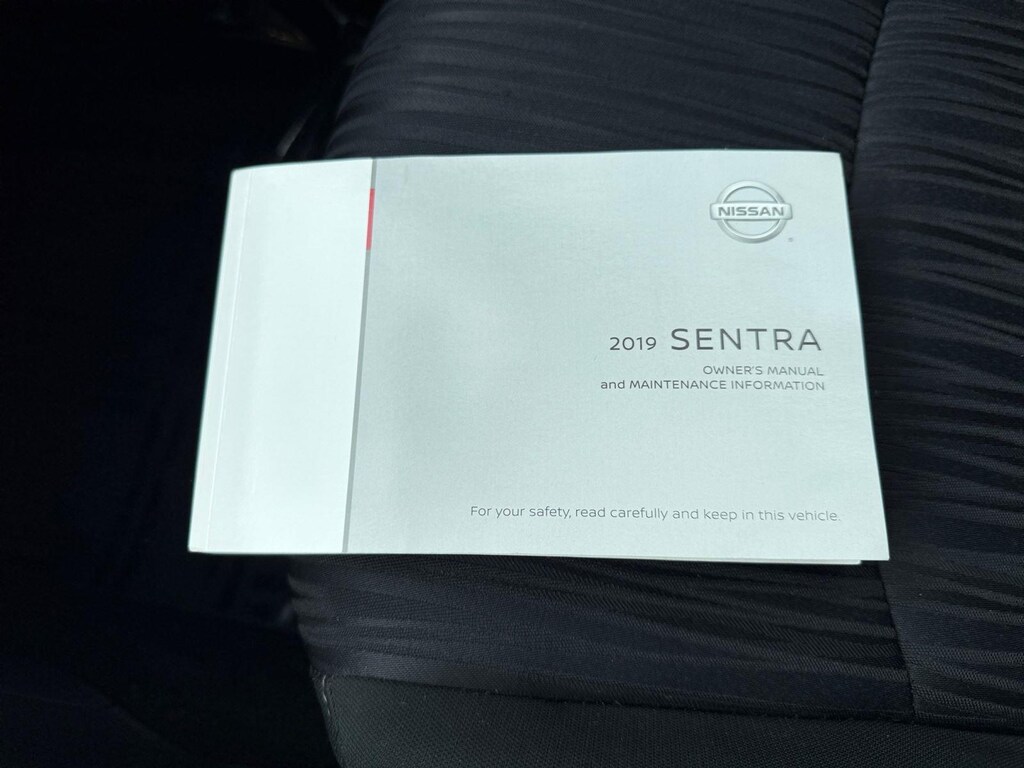 NISSAN
2019 SENTRA
OWNER'S MANUAL
and MAINTENANCE INFORMATION
For your safety, read carefully and keep in this vehicle.